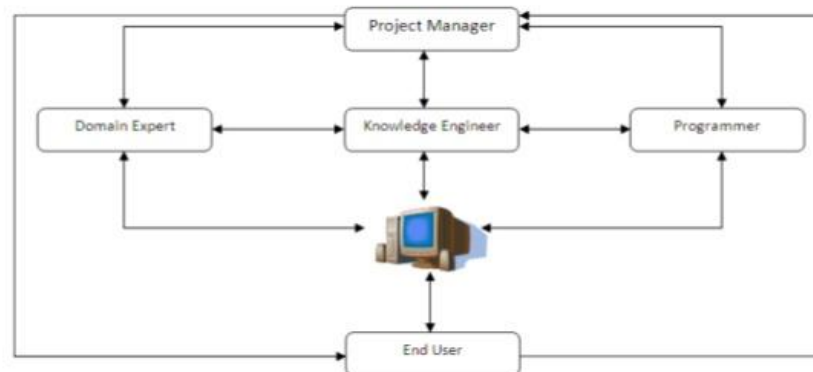 Project Manager
Domain Expert
Knowledge Engineer
Programmer
End User